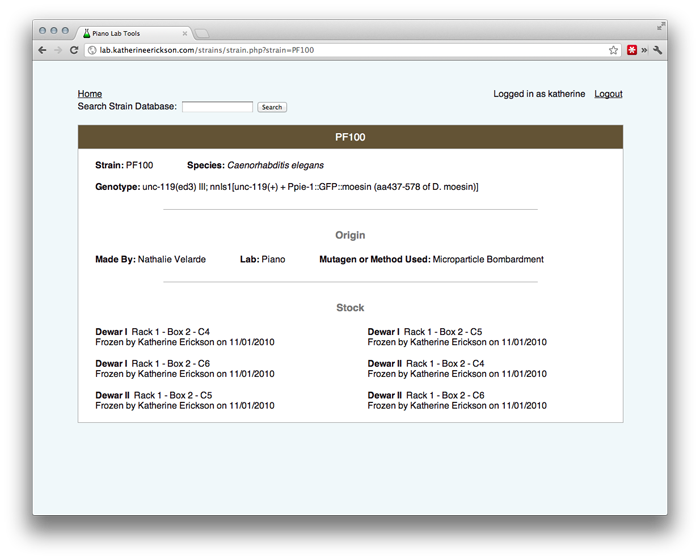 Piano Lab Tools
lab.katherineerickson.com/strains/strain.php?strain=PF100
Home
Logged in as katherine Logout
Search Strain Database: Search
PF100
Strain: PF100 Species: Caenorhabditis elegans
Genotype: unc-119(ed3) III; nnIs1[unc-119(+) + Ppie-1::GFP::moesin (aa437-578 of D. moesin)]
Origin
Made By: Nathalie Velarde Lab: Piano Mutagen or Method Used: Microparticle Bombardment
Stock
Dewar I Rack 1 - Box 2 - C4
Frozen by Katherine Erickson on 11/01/2010
Dewar I Rack 1 - Box 2 - C5
Frozen by Katherine Erickson on 11/01/2010
Dewar I Rack 1 - Box 2 - C6
Frozen by Katherine Erickson on 11/01/2010
Dewar II Rack 1 - Box 2 - C4
Frozen by Katherine Erickson on 11/01/2010
Dewar II Rack 1 - Box 2 - C5
Frozen by Katherine Erickson on 11/01/2010
Dewar II Rack 1 - Box 2 - C6
Frozen by Katherine Erickson on 11/01/2010